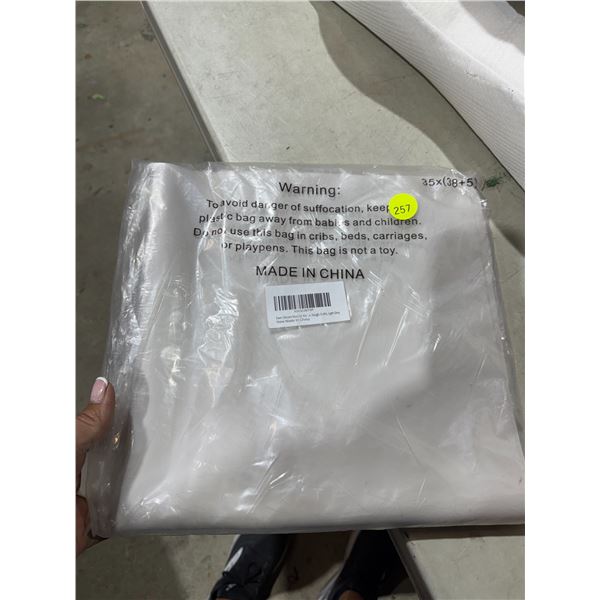 35×(38+5)
Warning:
To avoid danger of suffocation, keep
plastic bag away from babies and children.
Do not use this bag in cribs, beds, carriages,
or playpens. This bag is not a toy.
257
MADE IN CHINA